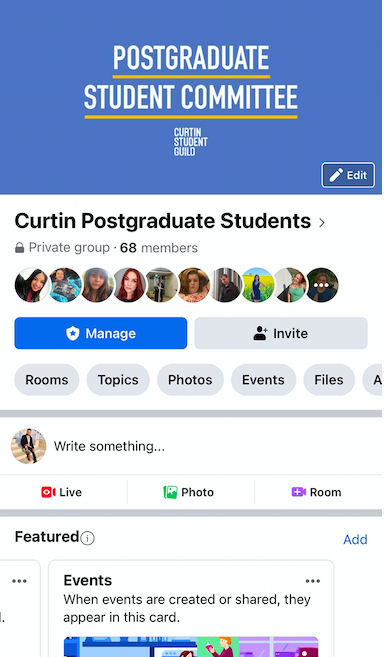 POSTGRADUATE
STUDENT COMMITTEE
CURTIN
STUDENT
GUILD
Edit
Curtin Postgraduate Students
Private group · 68 members
Manage
Invite
Rooms
Topics
Photos
Events
Files
A
Write something...
Live
Photo
Room
Featured
Add
Events
When events are created or shared, they
appear in this card.